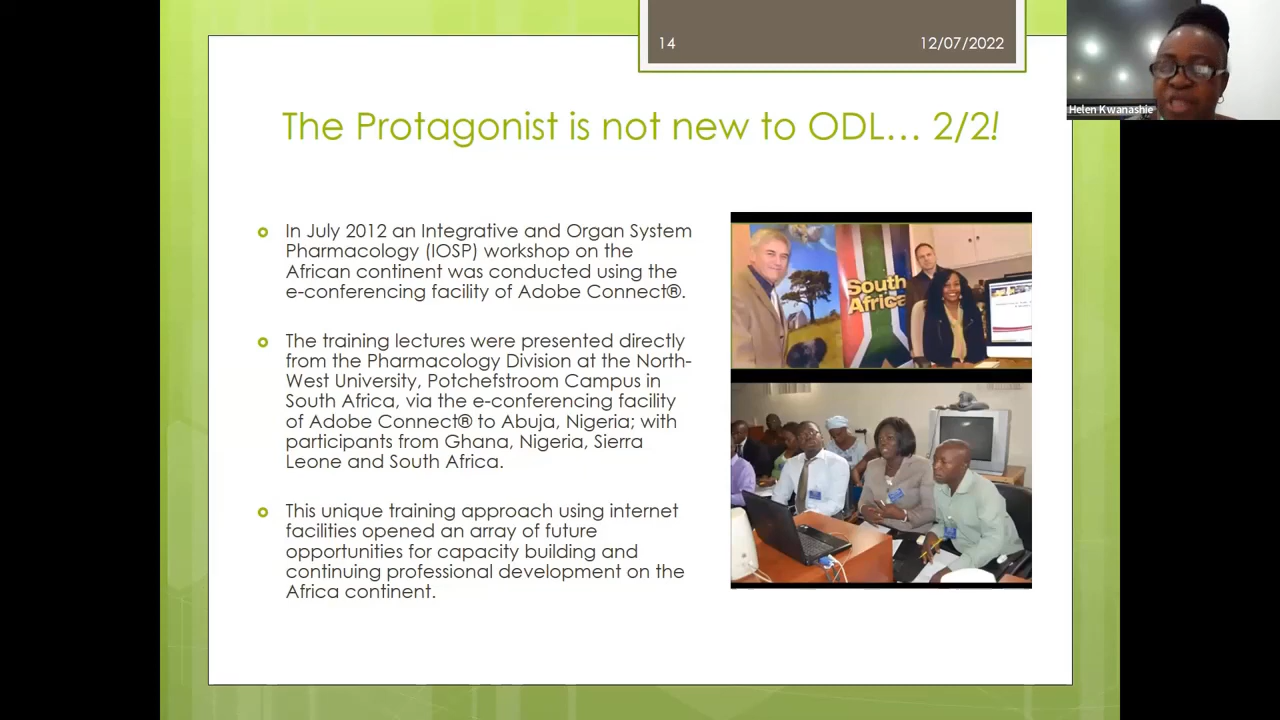 14
12/07/2022
Helen Kwanashie
The Protagonist is not new to ODL… 2/2!
In July 2012 an Integrative and Organ System
Pharmacology (IOSP) workshop on the
African continent was conducted using the
e-conferencing facility of Adobe Connect®.
The training lectures were presented directly
from the Pharmacology Division at the North-
West University, Potchefstroom Campus in
South Africa, via the e-conferencing facility
of Adobe Connect® to Abuja, Nigeria; with
participants from Ghana, Nigeria, Sierra
Leone and South Africa.
This unique training approach using internet
facilities opened an array of future
opportunities for capacity building and
continuing professional development on the
Africa continent.
South
Africa